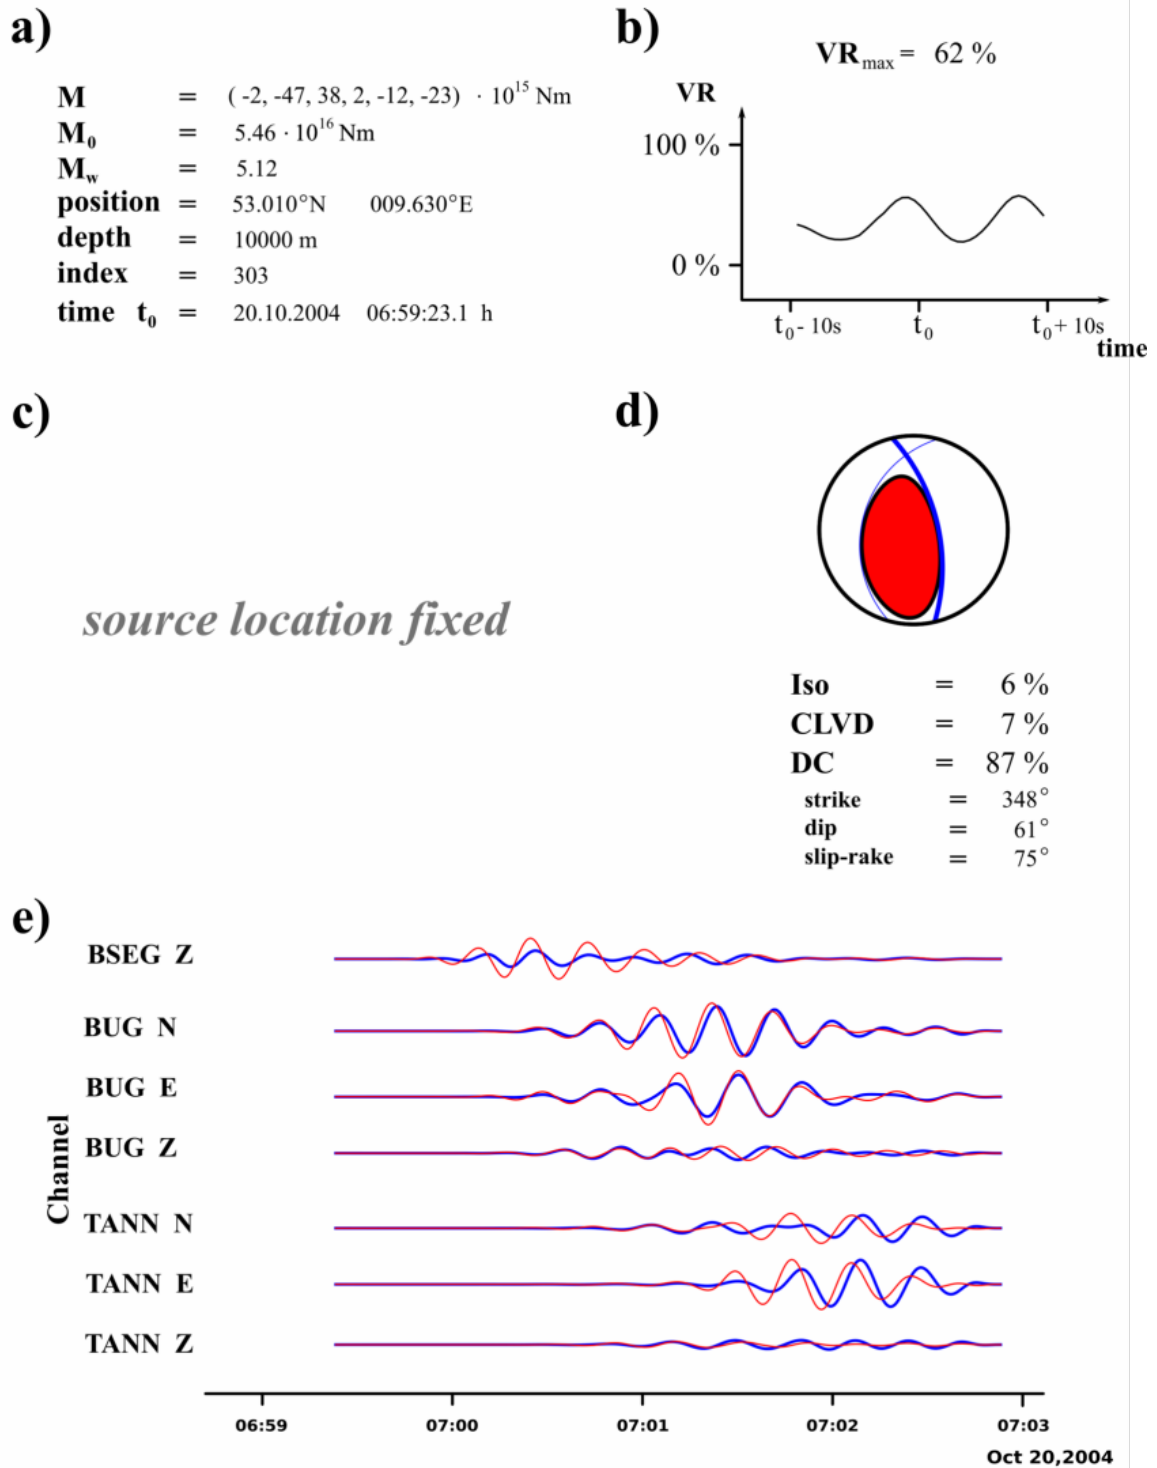 a)
M = ( -2, -47, 38, 2, -12, -23) · 10^15 Nm
M0 = 5.46 · 10^16 Nm
Mw = 5.12
position = 53.010°N 009.630°E
depth = 10000 m
index = 303
time t0 = 20.10.2004 06:59:23.1 h
b)
VRmax = 62 %
VR
100 %
0 %
t0 - 10s t0 t0 + 10s
time
c)
source location fixed
d)
Iso = 6 %
CLVD = 7 %
DC = 87 %
strike = 348°
dip = 61°
slip-rake = 75°
e)
Channel
BSEG Z
BUG N
BUG E
BUG Z
TANN N
TANN E
TANN Z
06:59 07:00 07:01 07:02 07:03
Oct 20,2004